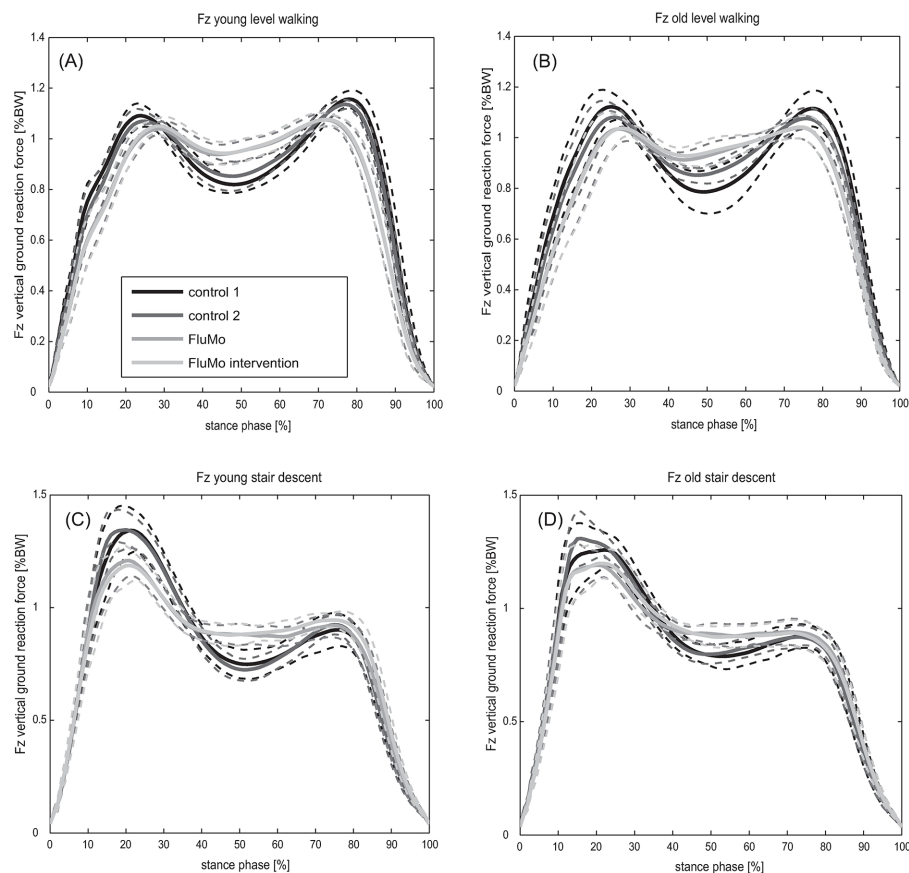 Fz young level walking
(A)
Fz vertical ground reaction force [%BW]
1.4
1.2
1
0.8
0.6
0.4
0.2
0
0 10 20 30 40 50 60 70 80 90 100
stance phase [%]
control 1
control 2
FluMo
FluMo intervention
Fz old level walking
(B)
Fz vertical ground reaction force [%BW]
1.4
1.2
1
0.8
0.6
0.4
0.2
0
0 10 20 30 40 50 60 70 80 90 100
stance phase [%]
Fz young stair descent
(C)
Fz vertical ground reaction force [%BW]
1.5
1
0.5
0
0 10 20 30 40 50 60 70 80 90 100
stance phase [%]
Fz old stair descent
(D)
Fz vertical ground reaction force [%BW]
1.5
1
0.5
0
0 10 20 30 40 50 60 70 80 90 100
stance phase [%]